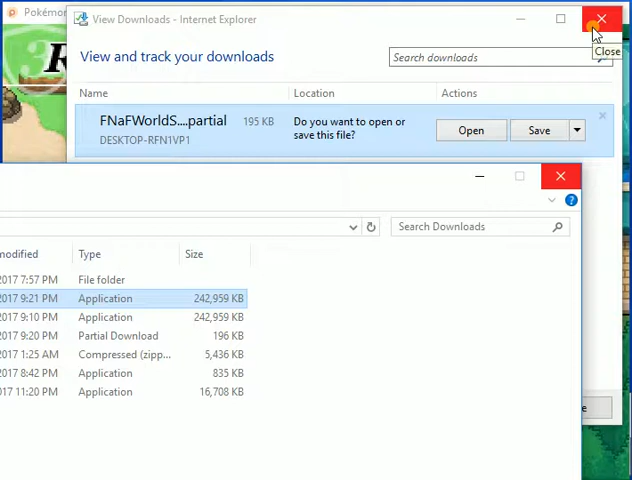 Pokémon
View Downloads - Internet Explorer
Close
View and track your downloads
Search downloads
Name Location Actions
FNaFWorldS....partial 195 KB Do you want to open or
save this file?
Open Save
DESKTOP-RFN1VP1
Search Downloads
modified Type Size
2017 7:57 PM File folder
2017 9:21 PM Application 242,959 KB
2017 9:10 PM Application 242,959 KB
2017 9:20 PM Partial Download 196 KB
2017 1:25 AM Compressed (zipp... 5,436 KB
2017 8:42 PM Application 835 KB
017 11:20 PM Application 16,708 KB